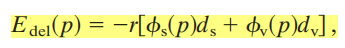 E_del(p) = −r[ϕ_s(p)d_s + ϕ_v(p)d_v],